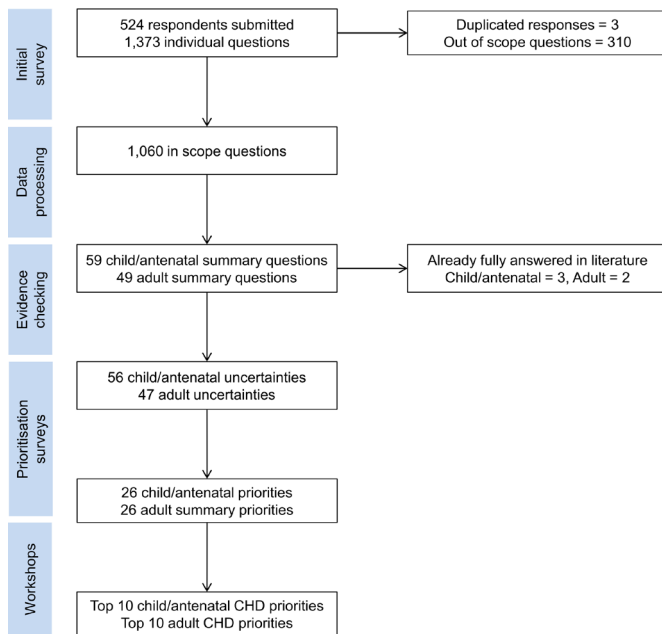 Initial
survey
524 respondents submitted
1,373 individual questions
Duplicated responses = 3
Out of scope questions = 310
Data
processing
1,060 in scope questions
Evidence
checking
59 child/antenatal summary questions
49 adult summary questions
Already fully answered in literature
Child/antenatal = 3, Adult = 2
Prioritisation
surveys
56 child/antenatal uncertainties
47 adult uncertainties
26 child/antenatal priorities
26 adult summary priorities
Workshops
Top 10 child/antenatal CHD priorities
Top 10 adult CHD priorities